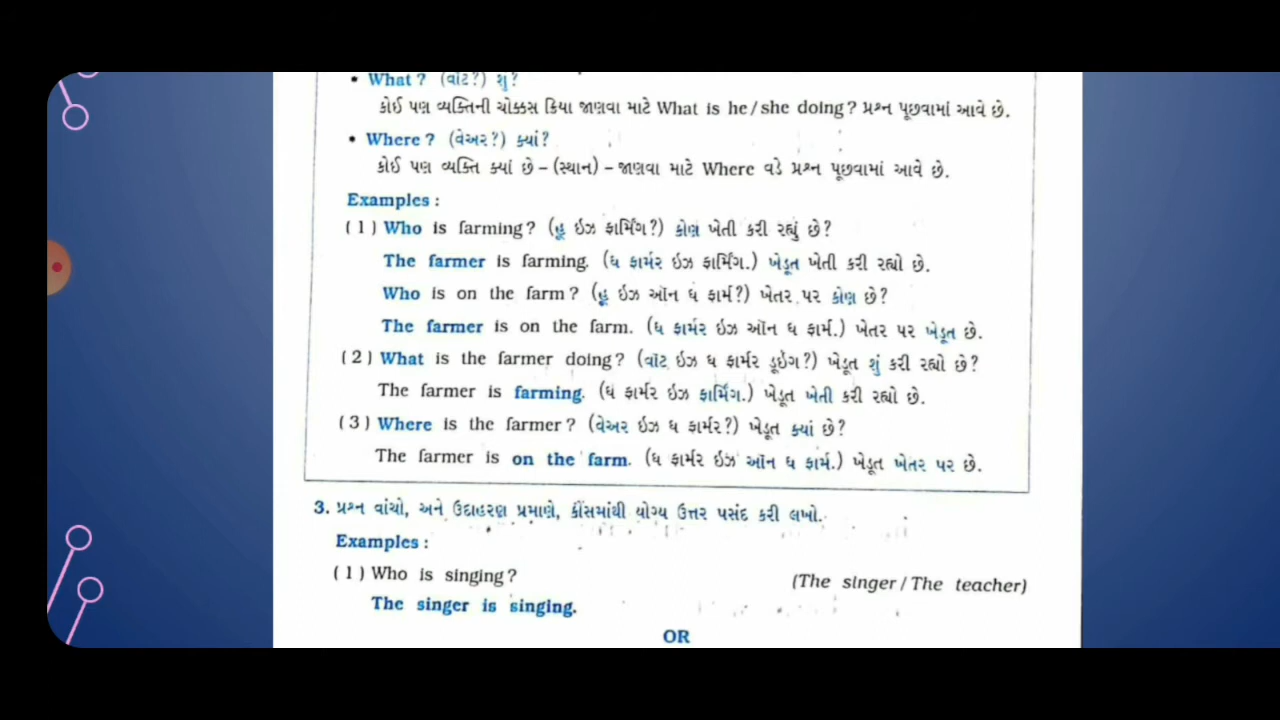 • What? (વૉટ?) શું?
કોઈ પણ વ્યક્તિની ચોક્કસ ક્રિયા જાણવા માટે What is he/she doing? પ્રશ્ન પૂછવામાં આવે છે.
• Where? (વેઅર?) ક્યાં?
કોઈ પણ વ્યક્તિ ક્યાં છે – (સ્થાન) – જાણવા માટે Where વડે પ્રશ્ન પૂછવામાં આવે છે.
Examples :
(1) Who is farming? (હૂ ઇઝ ફાર્મિંગ?) કોણ ખેતી કરી રહ્યું છે?
The farmer is farming. (ધ ફાર્મર ઇઝ ફાર્મિંગ.) ખેડૂત ખેતી કરી રહ્યો છે.
Who is on the farm? (હૂ ઇઝ ઑન ધ ફાર્મ?) ખેતર પર કોણ છે?
The farmer is on the farm. (ધ ફાર્મર ઇઝ ઑન ધ ફાર્મ.) ખેતર પર ખેડૂત છે.
(2) What is the farmer doing? (વૉટ ઇઝ ધ ફાર્મર ડૂઇંગ?) ખેડૂત શું કરી રહ્યો છે?
The farmer is farming. (ધ ફાર્મર ઇઝ ફાર્મિંગ.) ખેડૂત ખેતી કરી રહ્યો છે.
(3) Where is the farmer? (વેઅર ઇઝ ધ ફાર્મર?) ખેડૂત ક્યાં છે?
The farmer is on the farm. (ધ ફાર્મર ઇઝ ઑન ધ ફાર્મ.) ખેડૂત ખેતર પર છે.
3. પ્રશ્ન વાંચો, અને ઉદાહરણ પ્રમાણે, કૌંસમાંથી યોગ્ય ઉત્તર પસંદ કરી લખો.
Examples :
(1) Who is singing? (The singer / The teacher)
The singer is singing.
OR